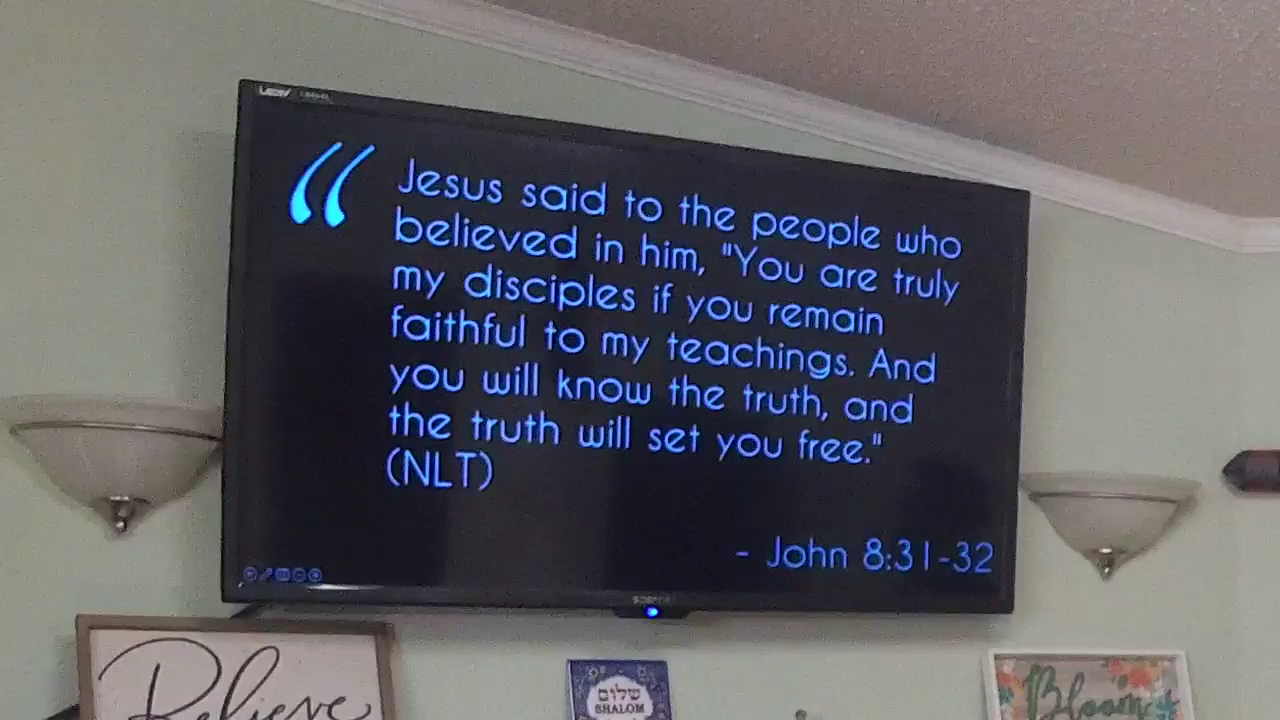 Jesus said to the people who
believed in him, "You are truly
my disciples if you remain
faithful to my teachings. And
you will know the truth, and
the truth will set you free."
(NLT)
- John 8:31-32
Believe
שלום
SHALOM
Bloom